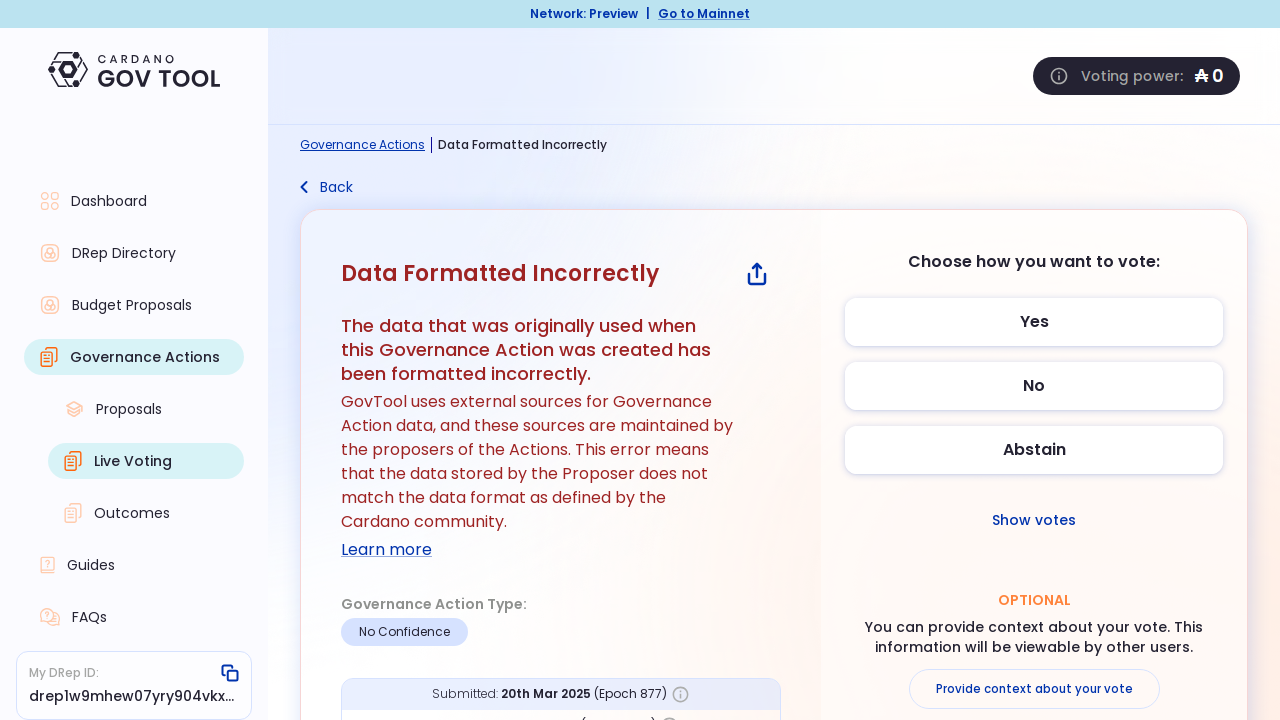 Network: Preview | Go to Mainnet
CARDANO
GOV TOOL
Voting power: ₳ 0
Governance Actions | Data Formatted Incorrectly
Back
Dashboard
DRep Directory
Budget Proposals
Governance Actions
Proposals
Live Voting
Outcomes
Guides
FAQs
My DRep ID:
drep1w9mhew07yry904vkx...
Data Formatted Incorrectly
The data that was originally used when
this Governance Action was created has
been formatted incorrectly.
GovTool uses external sources for Governance
Action data, and these sources are maintained by
the proposers of the Actions. This error means
that the data stored by the Proposer does not
match the data format as defined by the
Cardano community.
Learn more
Governance Action Type:
No Confidence
Submitted: 20th Mar 2025 (Epoch 877)
Choose how you want to vote:
Yes
No
Abstain
Show votes
OPTIONAL
You can provide context about your vote. This
information will be viewable by other users.
Provide context about your vote